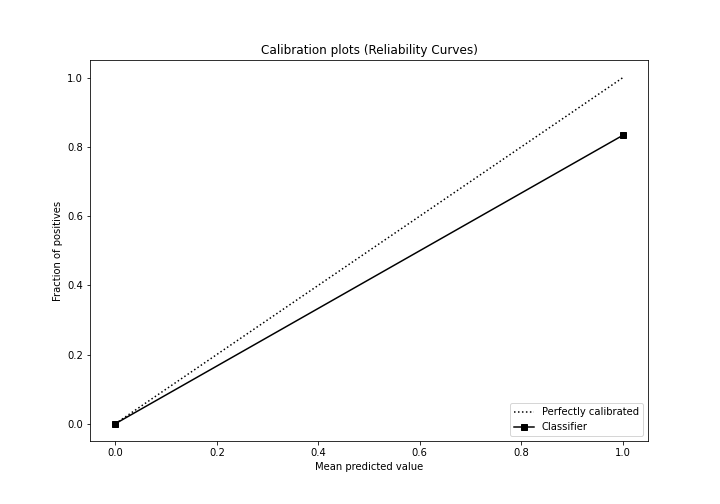 Calibration plots (Reliability Curves)
1.0
0.8
0.6
0.4
0.2
0.0
Fraction of positives
0.0 0.2 0.4 0.6 0.8 1.0
Mean predicted value
Perfectly calibrated
Classifier